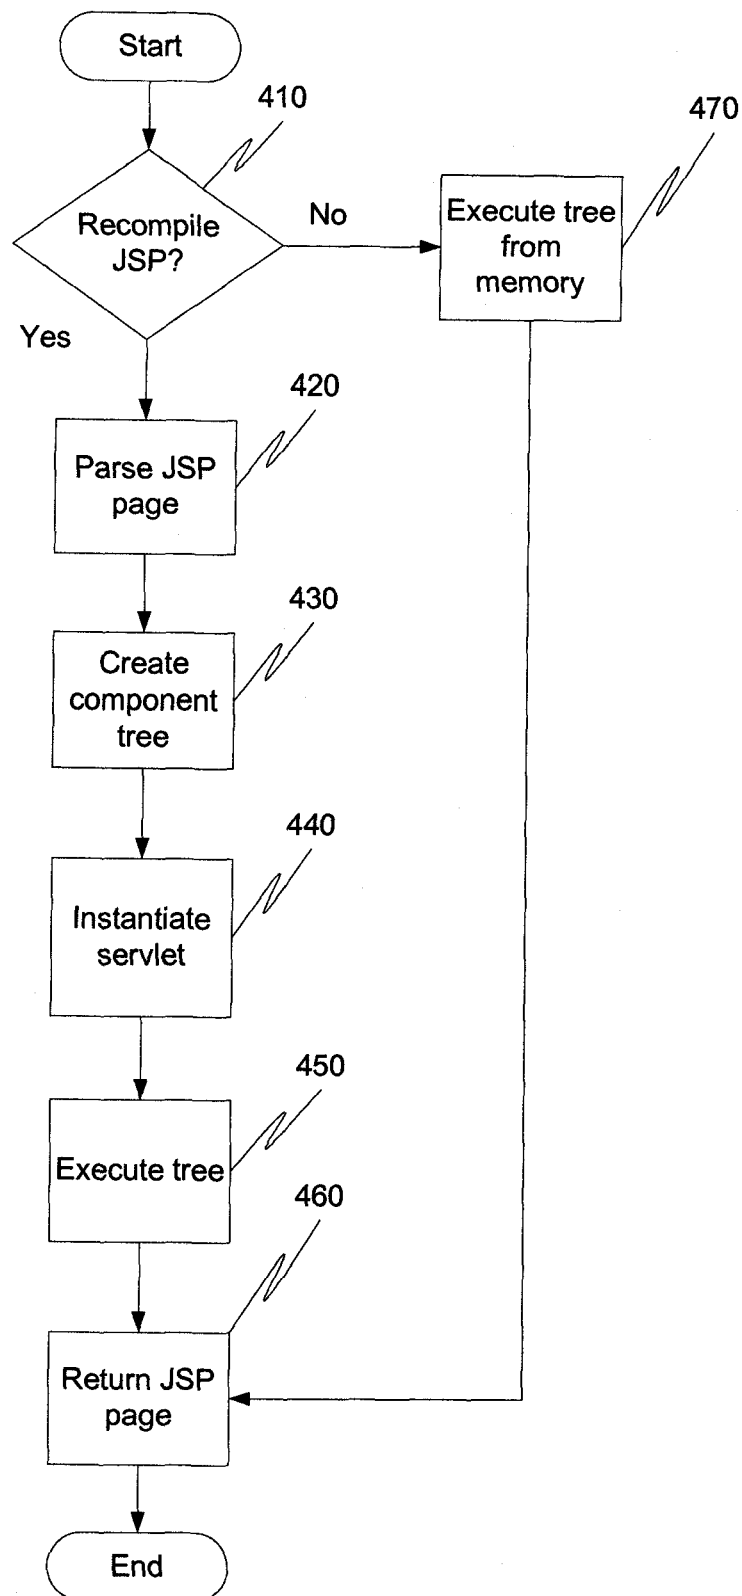 Start
410
470
Recompile
JSP?
No
Execute tree
from
memory
Yes
420
Parse JSP
page
430
Create
component
tree
440
Instantiate
servlet
450
Execute tree
460
Return JSP
page
End